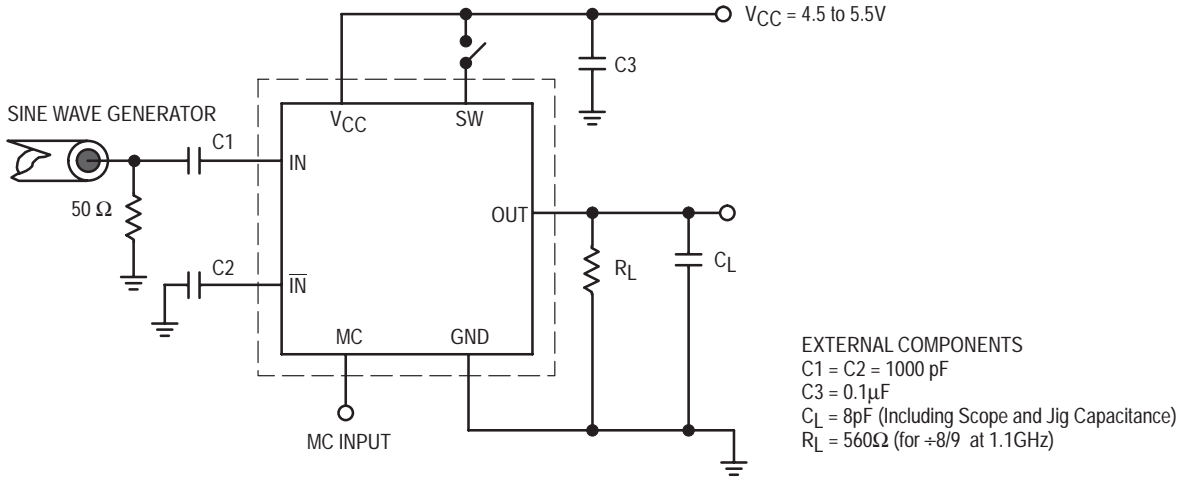 VCC = 4.5 to 5.5V
C3
SINE WAVE GENERATOR
C1
VCC
SW
IN
50 Ω
OUT
C2
IN
RL
CL
MC
GND
MC INPUT
EXTERNAL COMPONENTS
C1 = C2 = 1000 pF
C3 = 0.1µF
CL = 8pF (Including Scope and Jig Capacitance)
RL = 560Ω (for ÷8/9 at 1.1GHz)